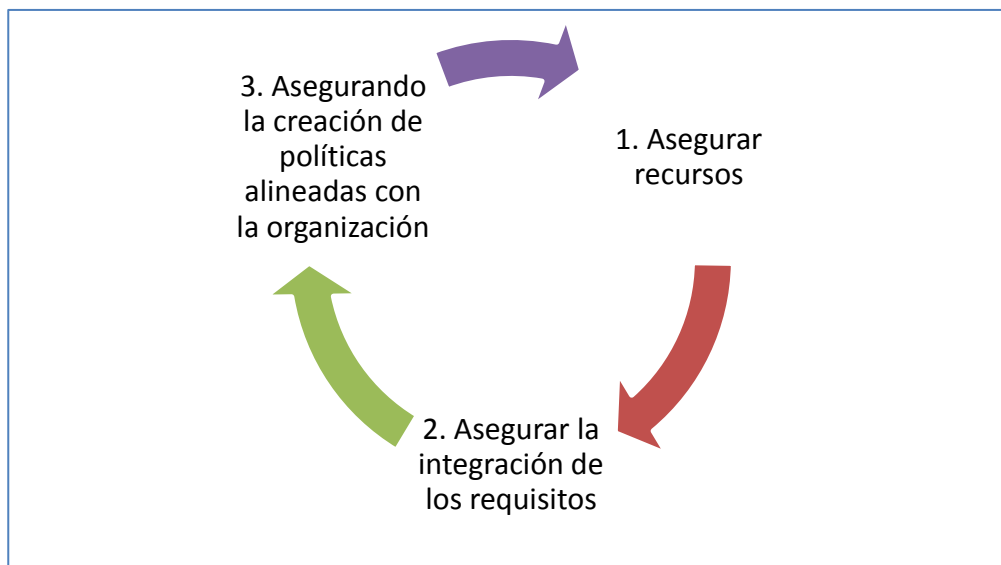 3. Asegurando
la creación de
políticas
alineadas con
la organización
1. Asegurar
recursos
2. Asegurar la
integración de
los requisitos